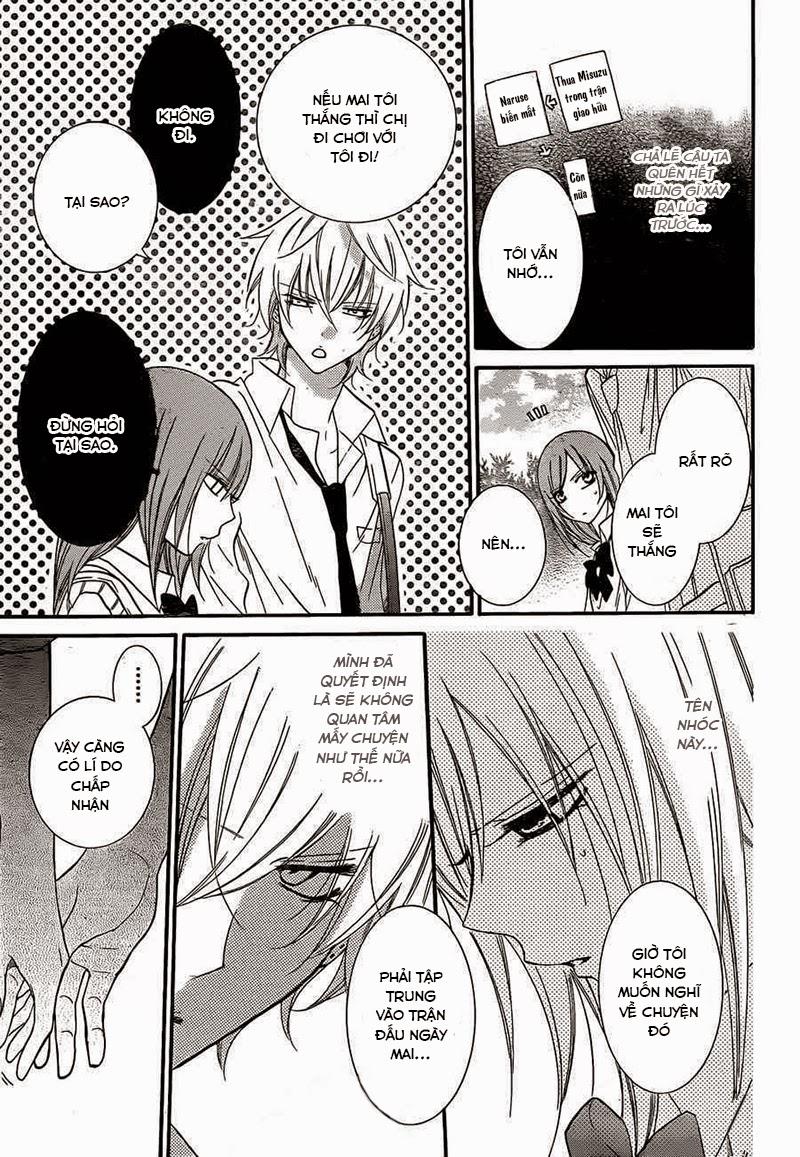 Thua Misuzu
trong trận
giao hữu
Naruse
biến mất
Còn
nữa
CHẢ LẼ CẬU TA
QUÊN HẾT
NHỮNG GÌ XẢY
RA LÚC
TRƯỚC...
TÔI VẪN
NHỚ...
RẤT RÕ
MAI TÔI
SẼ
THẮNG
NÊN...
NẾU MAI TÔI
THẮNG THÌ CHỊ
ĐI CHƠI VỚI
TÔI ĐI!
KHÔNG
ĐI.
TẠI SAO?
ĐỪNG HỎI
TẠI SAO.
TÊN
NHÓC
NÀY...
GIỜ TÔI
KHÔNG
MUỐN NGHĨ
VỀ CHUYỆN
ĐÓ
MÌNH ĐÃ
QUYẾT ĐỊNH
LÀ SẼ KHÔNG
QUAN TÂM
MẤY CHUYỆN
NHƯ THẾ NỮA
RỒI...
PHẢI TẬP
TRUNG
VÀO TRẬN
ĐẤU NGÀY
MAI...
......
VẬY CÀNG
CÓ LÍ DO
CHẤP
NHẬN